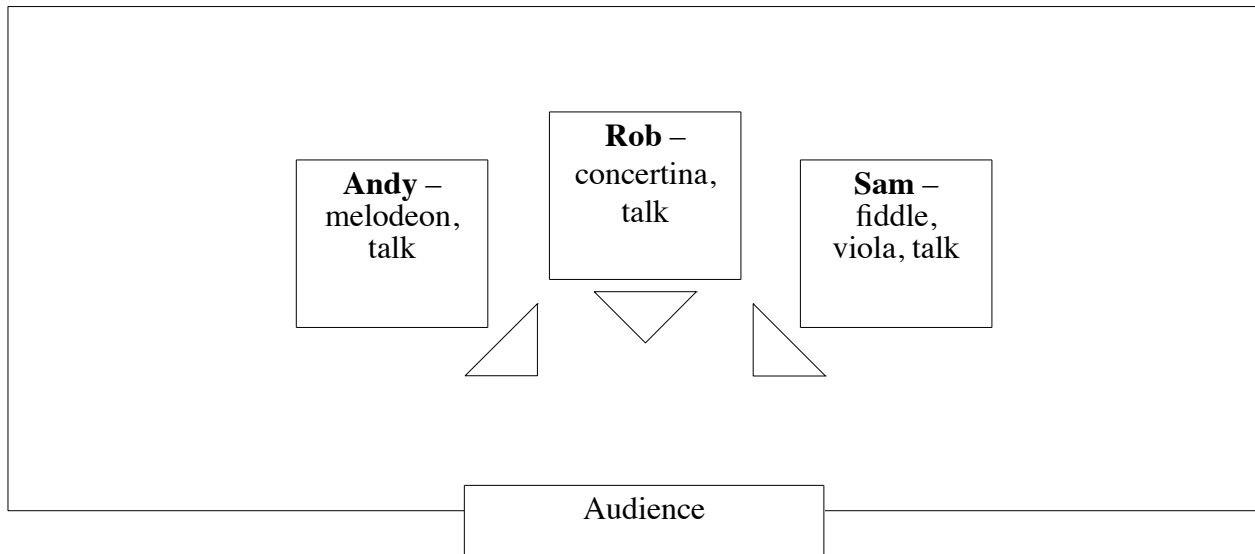 Andy –
melodeon,
talk
Rob –
concertina,
talk
Sam –
fiddle,
viola, talk
Audience